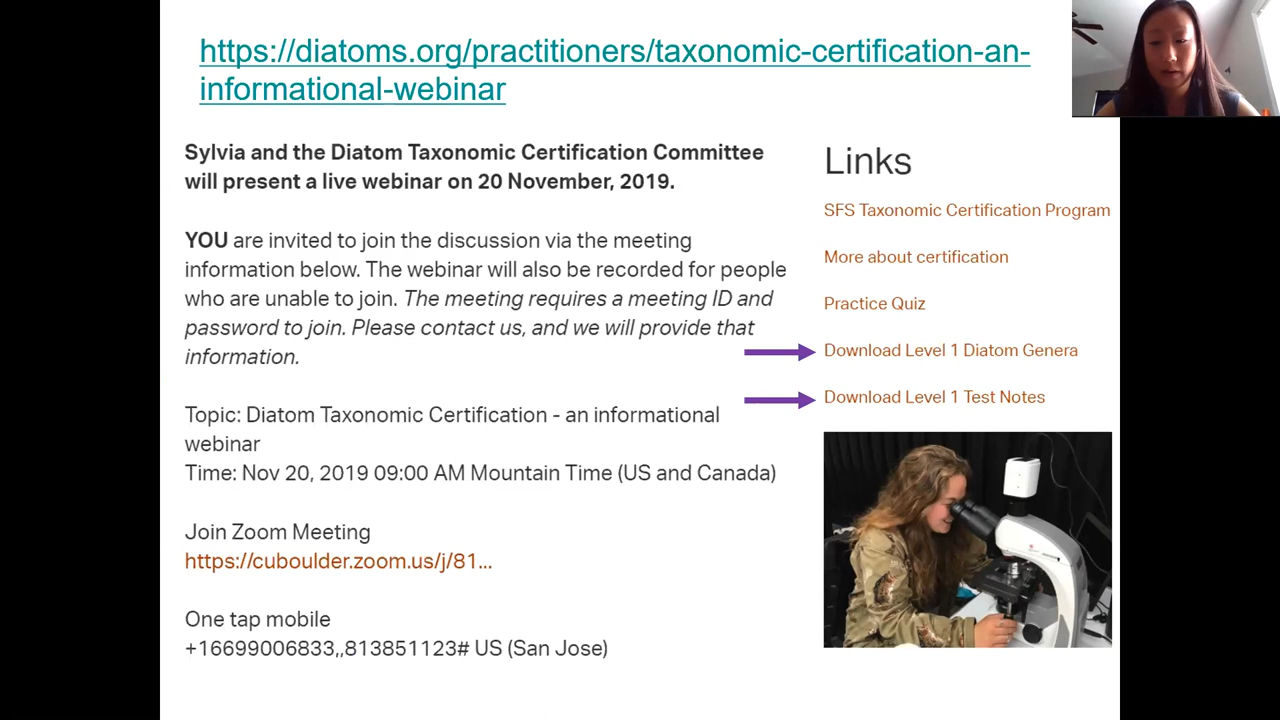 https://diatoms.org/practitioners/taxonomic-certification-an-
informational-webinar
Sylvia and the Diatom Taxonomic Certification Committee
will present a live webinar on 20 November, 2019.
YOU are invited to join the discussion via the meeting
information below. The webinar will also be recorded for people
who are unable to join. The meeting requires a meeting ID and
password to join. Please contact us, and we will provide that
information.
Topic: Diatom Taxonomic Certification - an informational
webinar
Time: Nov 20, 2019 09:00 AM Mountain Time (US and Canada)
Join Zoom Meeting
https://cuboulder.zoom.us/j/81...
One tap mobile
+16699006833,,813851123# US (San Jose)
Links
SFS Taxonomic Certification Program
More about certification
Practice Quiz
Download Level 1 Diatom Genera
Download Level 1 Test Notes